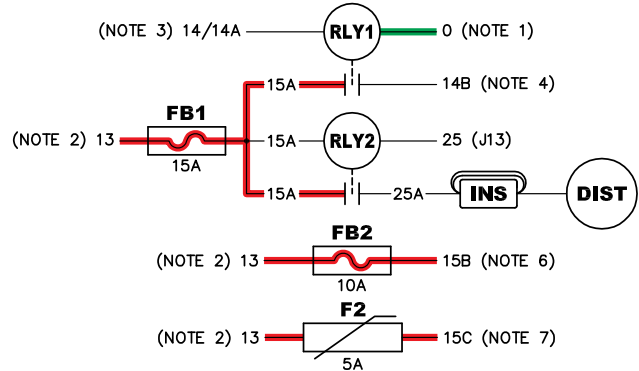 (NOTE 3) 14/14A RLY1 0 (NOTE 1)
15A 14B (NOTE 4)
FB1
(NOTE 2) 13 15A RLY2 25 (J13)
15A
15A 25A INS DIST
FB2
(NOTE 2) 13 15B (NOTE 6)
10A
F2
(NOTE 2) 13 15C (NOTE 7)
5A